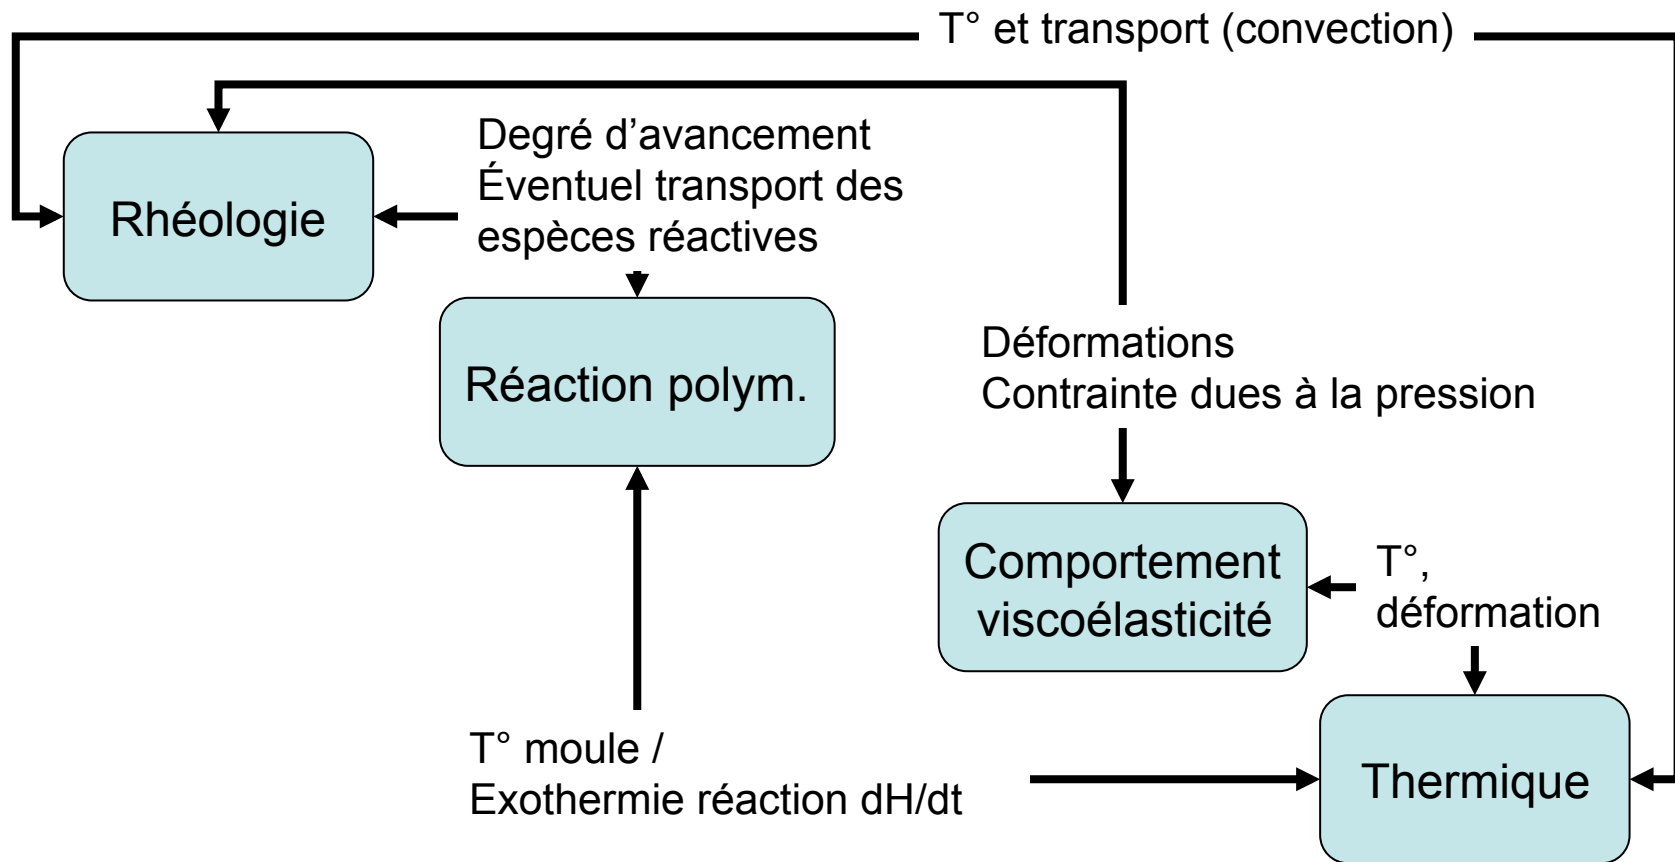 T° et transport (convection)
Degré d’avancement
Éventuel transport des
espèces réactives
Rhéologie
Réaction polym.
Déformations
Contrainte dues à la pression
Comportement
viscoélasticité
T°,
déformation
T° moule /
Exothermie réaction dH/dt
Thermique